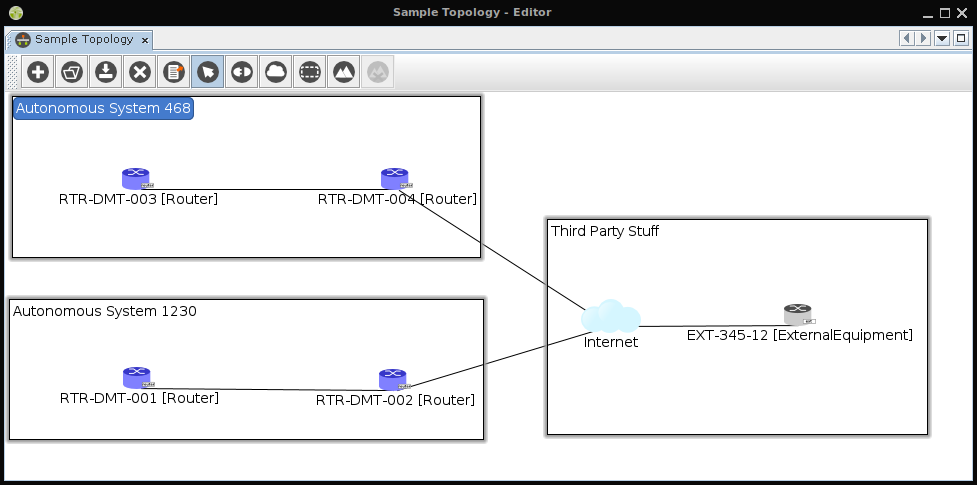 Sample Topology - Editor
Sample Topology
Autonomous System 468
RTR-DMT-003 [Router]
RTR-DMT-004 [Router]
Third Party Stuff
Internet
EXT-345-12 [ExternalEquipment]
Autonomous System 1230
RTR-DMT-001 [Router]
RTR-DMT-002 [Router]